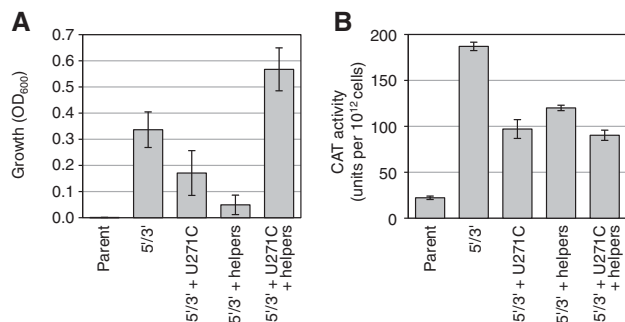 A
Growth (OD600)
0.7
0.6
0.5
0.4
0.3
0.2
0.1
0.0
Parent
5'/3'
5'/3' + U271C
5'/3' + helpers
5'/3' + U271C
+ helpers
B
CAT activity
(units per 10^12 cells)
200
150
100
50
0
Parent
5'/3'
5'/3' + U271C
5'/3' + helpers
5'/3' + U271C
+ helpers